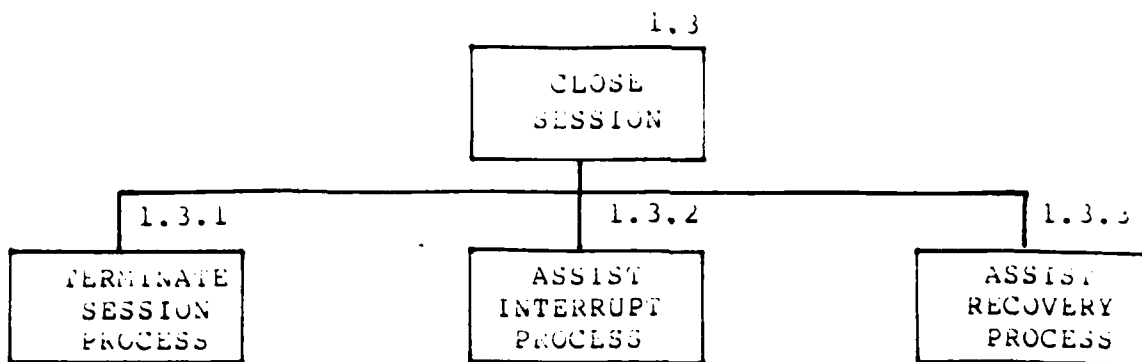 1.3
CLOSE
SESSION
1.3.1
1.3.2
1.3.3
TERMINATE
SESSION
PROCESS
ASSIST
INTERRUPT
PROCESS
ASSIST
RECOVERY
PROCESS